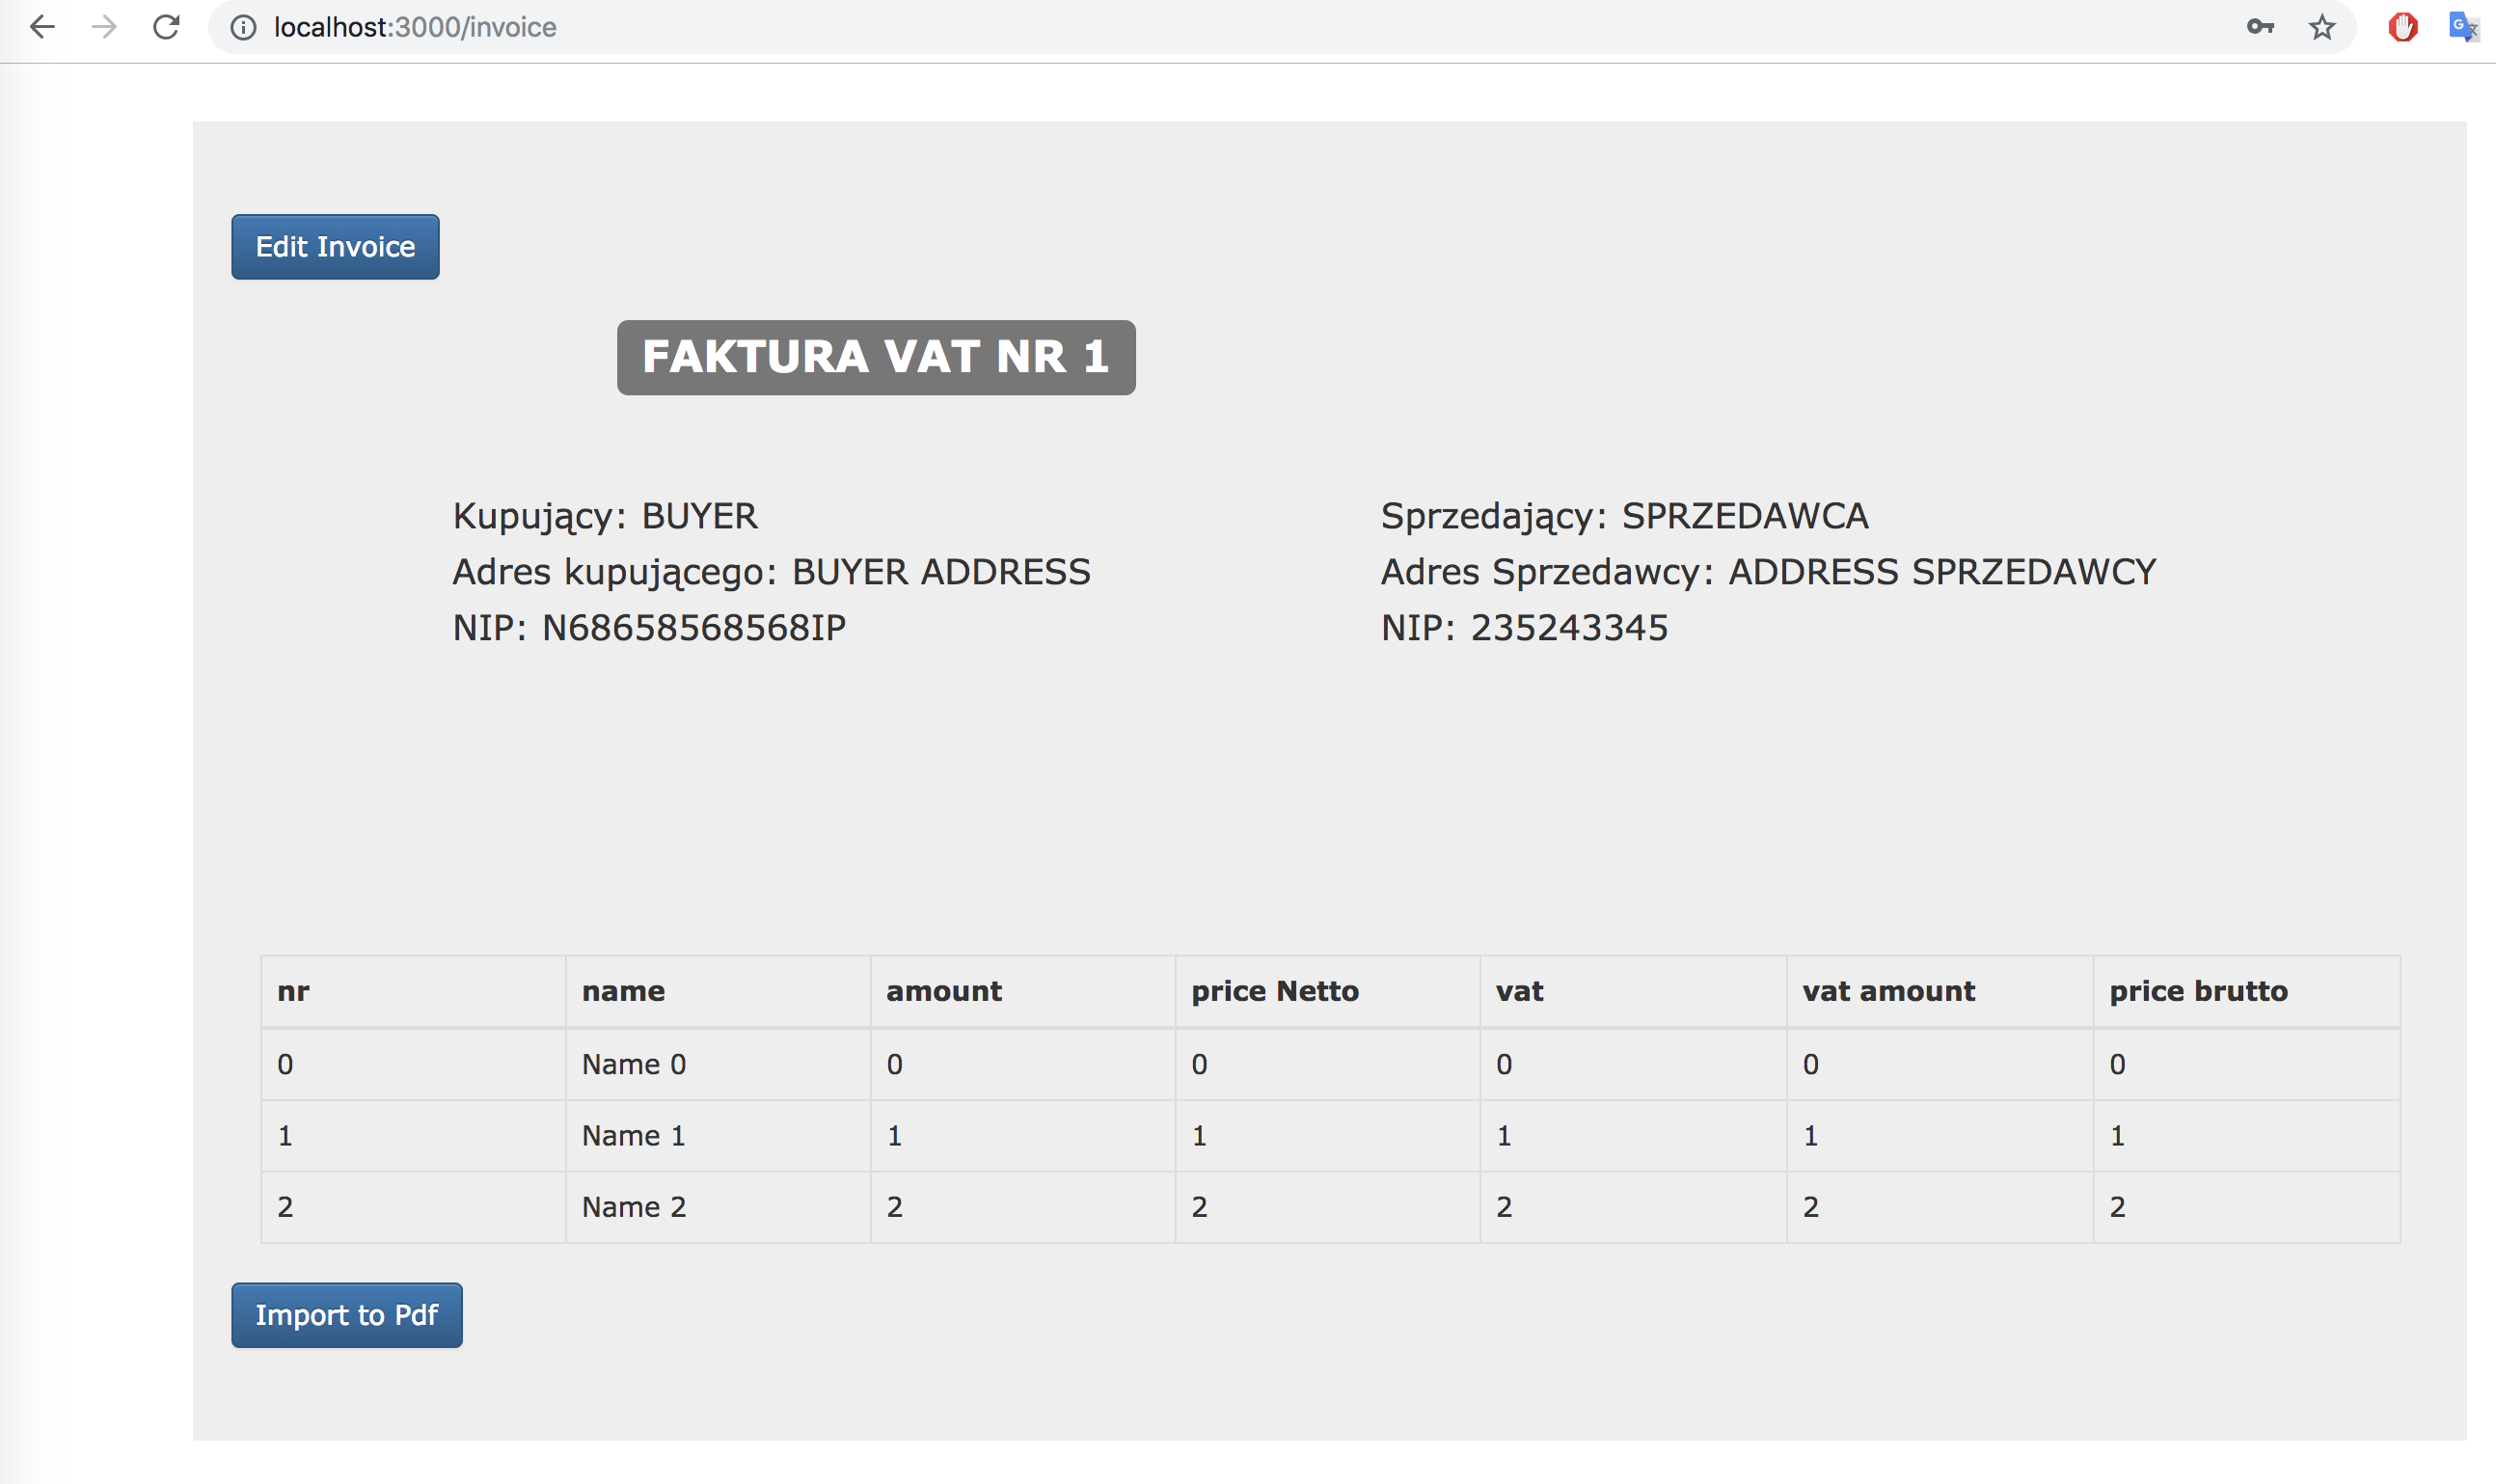 localhost:3000/invoice
Edit Invoice
FAKTURA VAT NR 1
Kupujący: BUYER
Adres kupującego: BUYER ADDRESS
NIP: N68658568568IP
Sprzedający: SPRZEDAWCA
Adres Sprzedawcy: ADDRESS SPRZEDAWCY
NIP: 235243345
nr name amount price Netto vat vat amount price brutto
0 Name 0 0 0 0 0 0
1 Name 1 1 1 1 1 1
2 Name 2 2 2 2 2 2
Import to Pdf